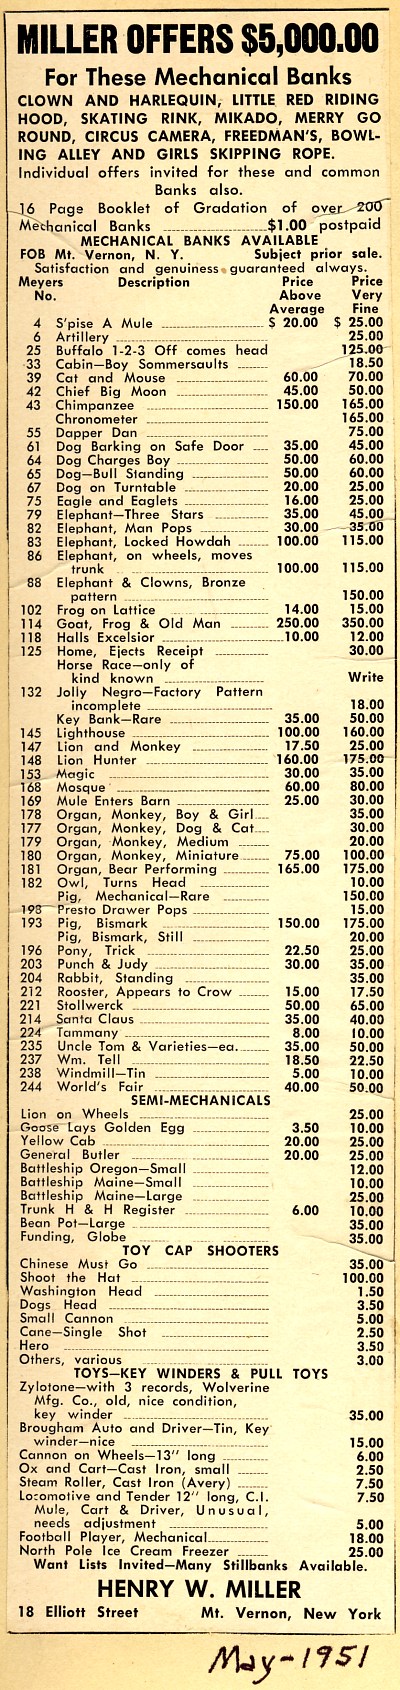 MILLER OFFERS $5,000.00
For These Mechanical Banks
CLOWN AND HARLEQUIN, LITTLE RED RIDING
HOOD, SKATING RINK, MIKADO, MERRY GO
ROUND, CIRCUS CAMERA, FREEDMAN'S, BOWL-
ING ALLEY AND GIRLS SKIPPING ROPE.
Individual offers invited for these and common
Banks also.
16 Page Booklet of Gradation of over 200
Mechanical Banks $1.00 postpaid
MECHANICAL BANKS AVAILABLE
FOB Mt. Vernon, N. Y. Subject prior sale.
Satisfaction and genuiness guaranteed always.
Meyers Description Price Price
No. Above Very
Average Fine
4 S'pise A Mule $ 20.00 $ 25.00
6 Artillery 25.00
25 Buffalo 1-2-3 Off comes head 125.00
33 Cabin—Boy Sommersaults 18.50
39 Cat and Mouse 60.00 70.00
42 Chief Big Moon 45.00 50.00
43 Chimpanzee 150.00 165.00
Chronometer 165.00
55 Dapper Dan 75.00
61 Dog Barking on Safe Door 35.00 45.00
64 Dog Charges Boy 50.00 60.00
65 Dog—Bull Standing 50.00 60.00
67 Dog on Turntable 20.00 25.00
75 Eagle and Eaglets 16.00 25.00
79 Elephant—Three Stars 35.00 45.00
82 Elephant, Man Pops 30.00 35.00
83 Elephant, Locked Howdah 100.00 115.00
86 Elephant, on wheels, moves
trunk 100.00 115.00
88 Elephant & Clowns, Bronze
pattern 150.00
102 Frog on Lattice 14.00 15.00
114 Goat, Frog & Old Man 250.00 350.00
118 Halls Excelsior 10.00 12.00
125 Home, Ejects Receipt 30.00
Horse Race—only of
kind known Write
132 Jolly Negro—Factory Pattern
incomplete 18.00
Key Bank—Rare 35.00 50.00
145 Lighthouse 100.00 160.00
147 Lion and Monkey 17.50 25.00
148 Lion Hunter 160.00 175.00
153 Magic 30.00 35.00
168 Mosque 60.00 80.00
169 Mule Enters Barn 25.00 30.00
178 Organ, Monkey, Boy & Girl 35.00
177 Organ, Monkey, Dog & Cat 30.00
179 Organ, Monkey, Medium 20.00
180 Organ, Monkey, Miniature 75.00 100.00
181 Organ, Bear Performing 165.00 175.00
182 Owl, Turns Head 10.00
Pig, Mechanical—Rare 150.00
198 Presto Drawer Pops 15.00
193 Pig, Bismark 150.00 175.00
Pig, Bismark, Still 20.00
196 Pony, Trick 22.50 25.00
203 Punch & Judy 30.00 35.00
204 Rabbit, Standing 35.00
212 Rooster, Appears to Crow 15.00 17.50
221 Stollwerck 50.00 65.00
214 Santa Claus 35.00 40.00
224 Tammany 8.00 10.00
235 Uncle Tom & Varieties—ea. 35.00 50.00
237 Wm. Tell 18.50 22.50
238 Windmill—Tin 5.00 10.00
244 World's Fair 40.00 50.00
SEMI-MECHANICALS
Lion on Wheels 25.00
Goose Lays Golden Egg 3.50 10.00
Yellow Cab 20.00 25.00
General Butler 20.00 25.00
Battleship Oregon—Small 12.00
Battleship Maine—Small 10.00
Battleship Maine—Large 25.00
Trunk H & H Register 6.00 10.00
Bean Pot—Large 35.00
Funding, Globe 35.00
TOY CAP SHOOTERS
Chinese Must Go 35.00
Shoot the Hat 100.00
Washington Head 1.50
Dogs Head 3.50
Small Cannon 5.00
Cane—Single Shot 2.50
Hero 3.50
Others, various 3.00
TOYS—KEY WINDERS & PULL TOYS
Zylotone—with 3 records, Wolverine
Mfg. Co., old, nice condition,
key winder 35.00
Brougham Auto and Driver—Tin, Key
winder—nice 15.00
Cannon on Wheels—13" long 6.00
Ox and Cart—Cast Iron, small 2.50
Steam Roller, Cast Iron (Avery) 7.50
Locomotive and Tender 12" long, C.I. 7.50
Mule, Cart & Driver, Unusual,
needs adjustment 5.00
Football Player, Mechanical 18.00
North Pole Ice Cream Freezer 25.00
Want Lists Invited—Many Stillbanks Available.
HENRY W. MILLER
18 Elliott Street Mt. Vernon, New York
May-1951